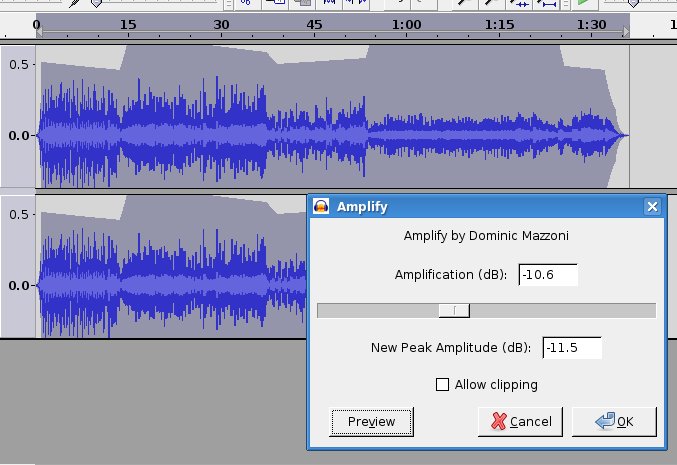 0 15 30 45 1:00 1:15 1:30
0.5
0.0
0.5
0.0
Amplify
Amplify by Dominic Mazzoni
Amplification (dB): -10.6
New Peak Amplitude (dB): -11.5
Allow clipping
Preview Cancel OK